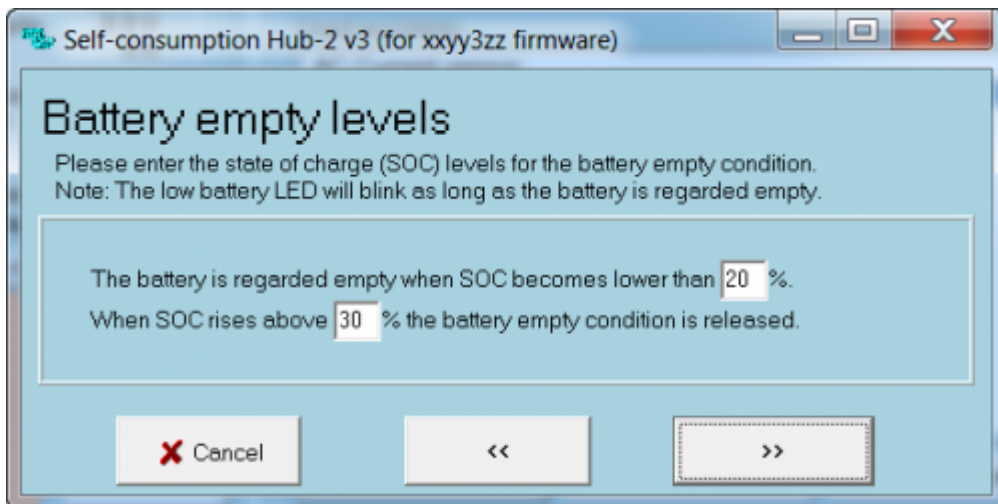 Self-consumption Hub-2 v3 (for xxyy3zz firmware)
Battery empty levels
Please enter the state of charge (SOC) levels for the battery empty condition.
Note: The low battery LED will blink as long as the battery is regarded empty.
The battery is regarded empty when SOC becomes lower than 20 %.
When SOC rises above 30 % the battery empty condition is released.
Cancel << >>